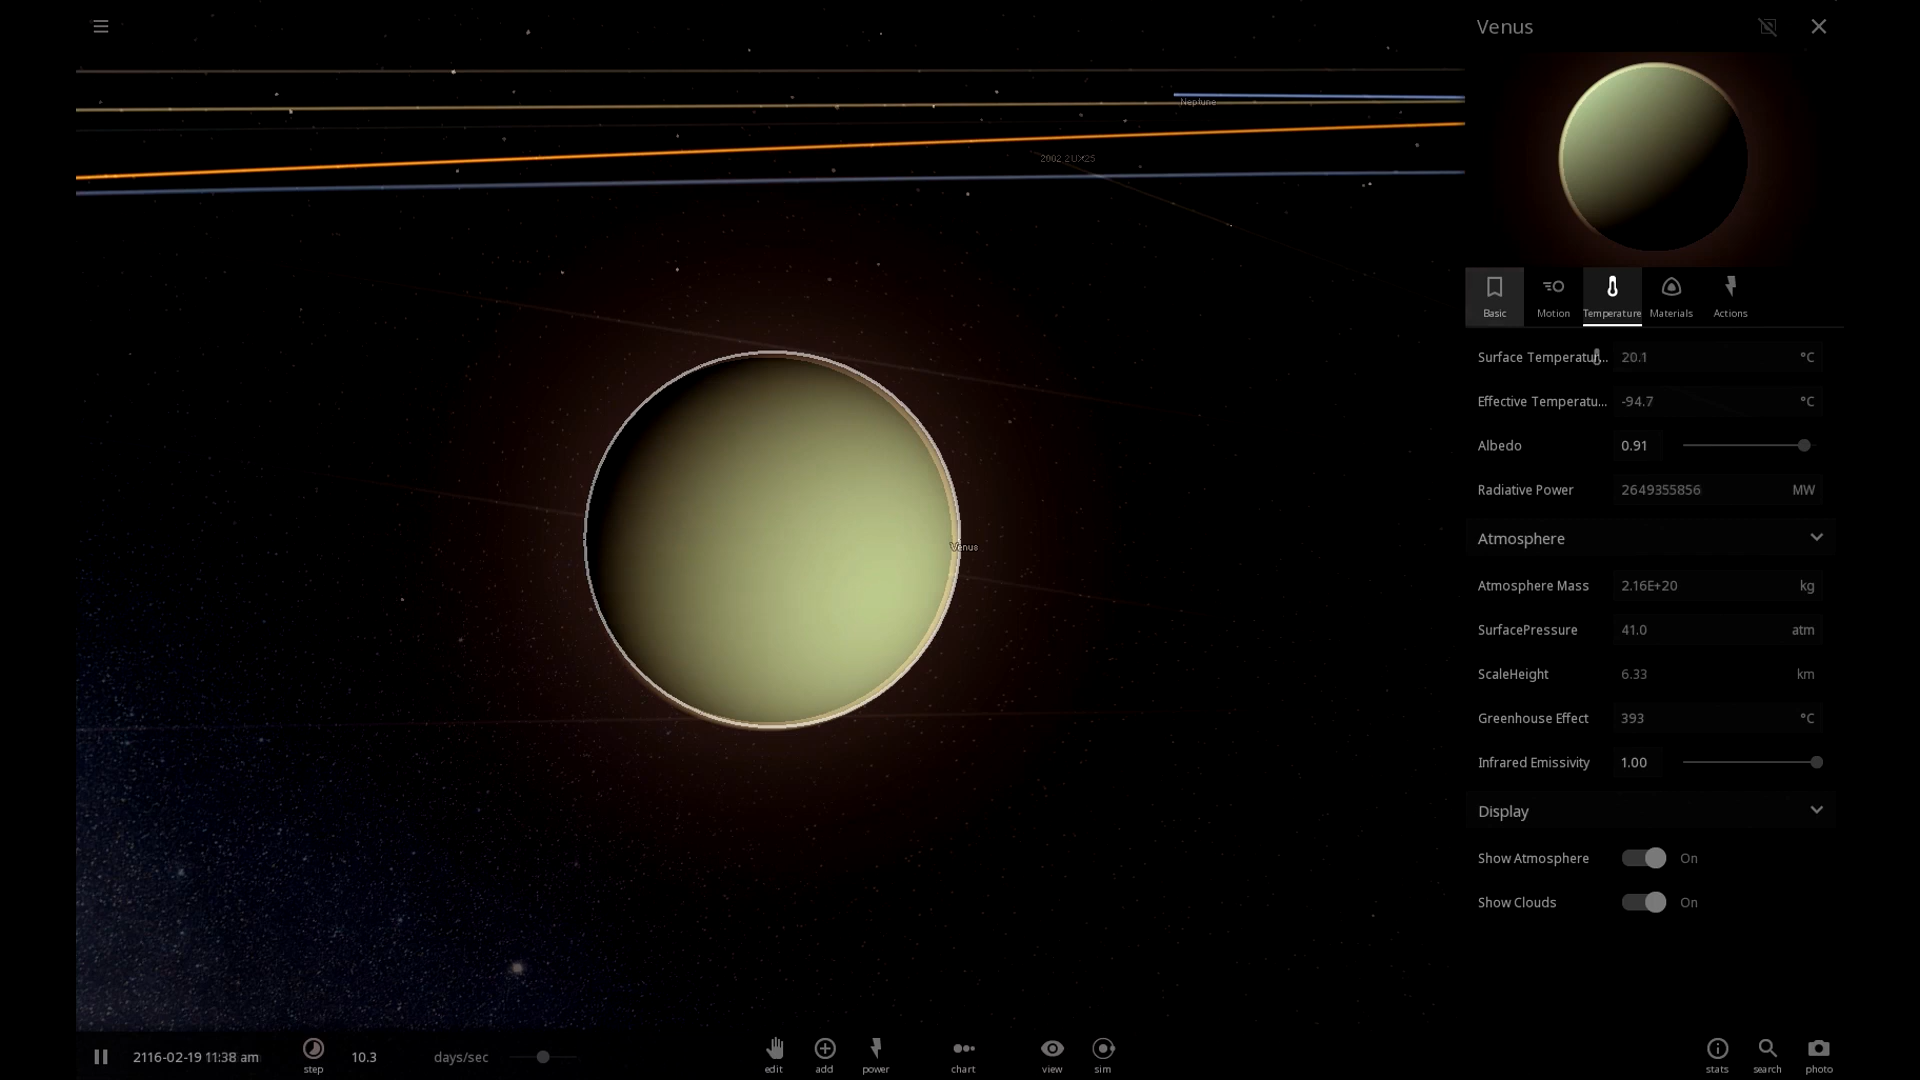 Venus
Neptune
2002 2UX25
Venus
Basic
Motion
Temperature
Materials
Actions
Surface Temperatur...
20.1
°C
Effective Temperatu...
-94.7
°C
Albedo
0.91
Radiative Power
2649355856
MW
Atmosphere
Atmosphere Mass
2.16E+20
kg
SurfacePressure
41.0
atm
ScaleHeight
6.33
km
Greenhouse Effect
393
°C
Infrared Emissivity
1.00
Display
Show Atmosphere
On
Show Clouds
On
2116-02-19 11:38 am
step
10.3
days/sec
edit
add
power
chart
view
sim
stats
search
photo